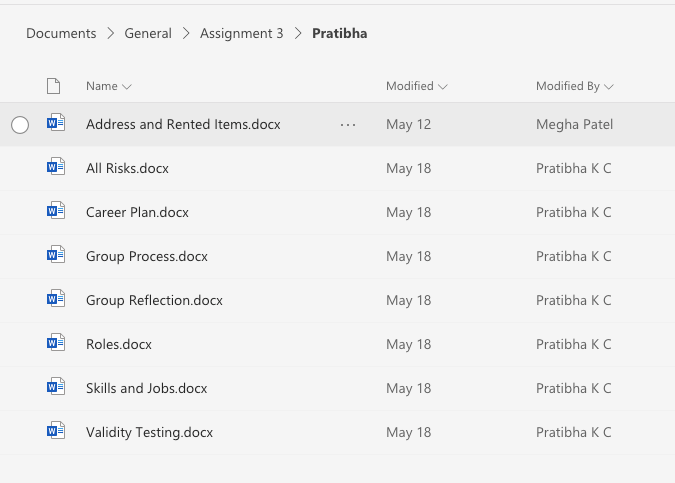 Documents > General > Assignment 3 > Pratibha
Name Modified Modified By
W Address and Rented Items.docx ... May 12 Megha Patel
W All Risks.docx May 18 Pratibha K C
W Career Plan.docx May 18 Pratibha K C
W Group Process.docx May 18 Pratibha K C
W Group Reflection.docx May 18 Pratibha K C
W Roles.docx May 18 Pratibha K C
W Skills and Jobs.docx May 18 Pratibha K C
W Validity Testing.docx May 18 Pratibha K C